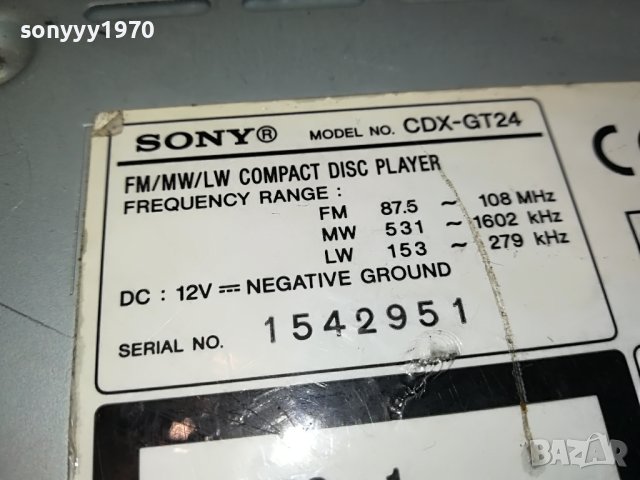 sonyyy1970
SONY® MODEL NO. CDX-GT24
FM/MW/LW COMPACT DISC PLAYER
FREQUENCY RANGE :
FM 87.5 ~ 108 MHz
MW 531 ~ 1602 kHz
LW 153 ~ 279 kHz
DC : 12V ⎓ NEGATIVE GROUND
SERIAL NO. 1542951
BAZAR